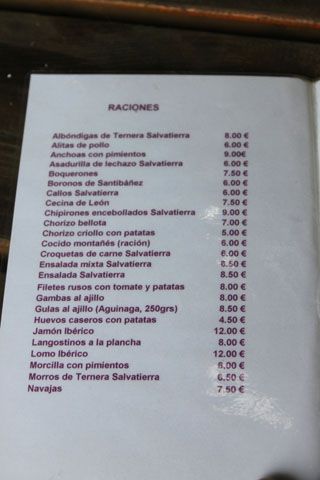 RACIONES
Albóndigas de Ternera Salvatierra 8.00 €
Alitas de pollo 6.00 €
Anchoas con pimientos 9.00€
Asadurilla de lechazo Salvatierra 6.00 €
Boquerones 7.50 €
Boronos de Santibáñez 6.00 €
Callos Salvatierra 6.00 €
Cecina de León 7.50 €
Chipirones encebollados Salvatierra 9.00 €
Chorizo bellota 7.00 €
Chorizo criollo con patatas 5.00 €
Cocido montañés (ración) 6.00 €
Croquetas de carne Salvatierra 6.00 €
Ensalada mixta Salvatierra 6.50 €
Ensalada Salvatierra 8.50 €
Filetes rusos con tomate y patatas 8.00 €
Gambas al ajillo 8.00 €
Gulas al ajillo (Aguinaga, 250grs) 8.50 €
Huevos caseros con patatas 4.50 €
Jamón Ibérico 12.00 €
Langostinos a la plancha 8.00 €
Lomo Ibérico 12.00 €
Morcilla con pimientos 6,00 €
Morros de Ternera Salvatierra 6.50 €
Navajas 7,50 €